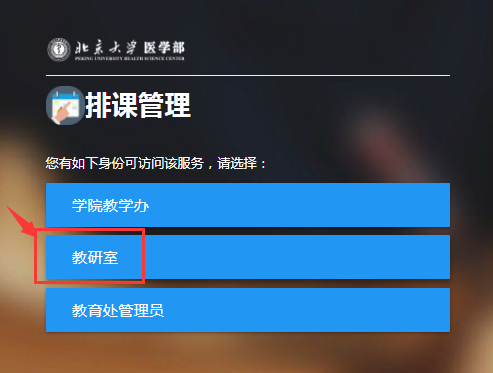 北京大学医学部
PEKING UNIVERSITY HEALTH SCIENCE CENTER
排课管理
您有如下身份可访问该服务，请选择：
学院教学办
教研室
教育处管理员